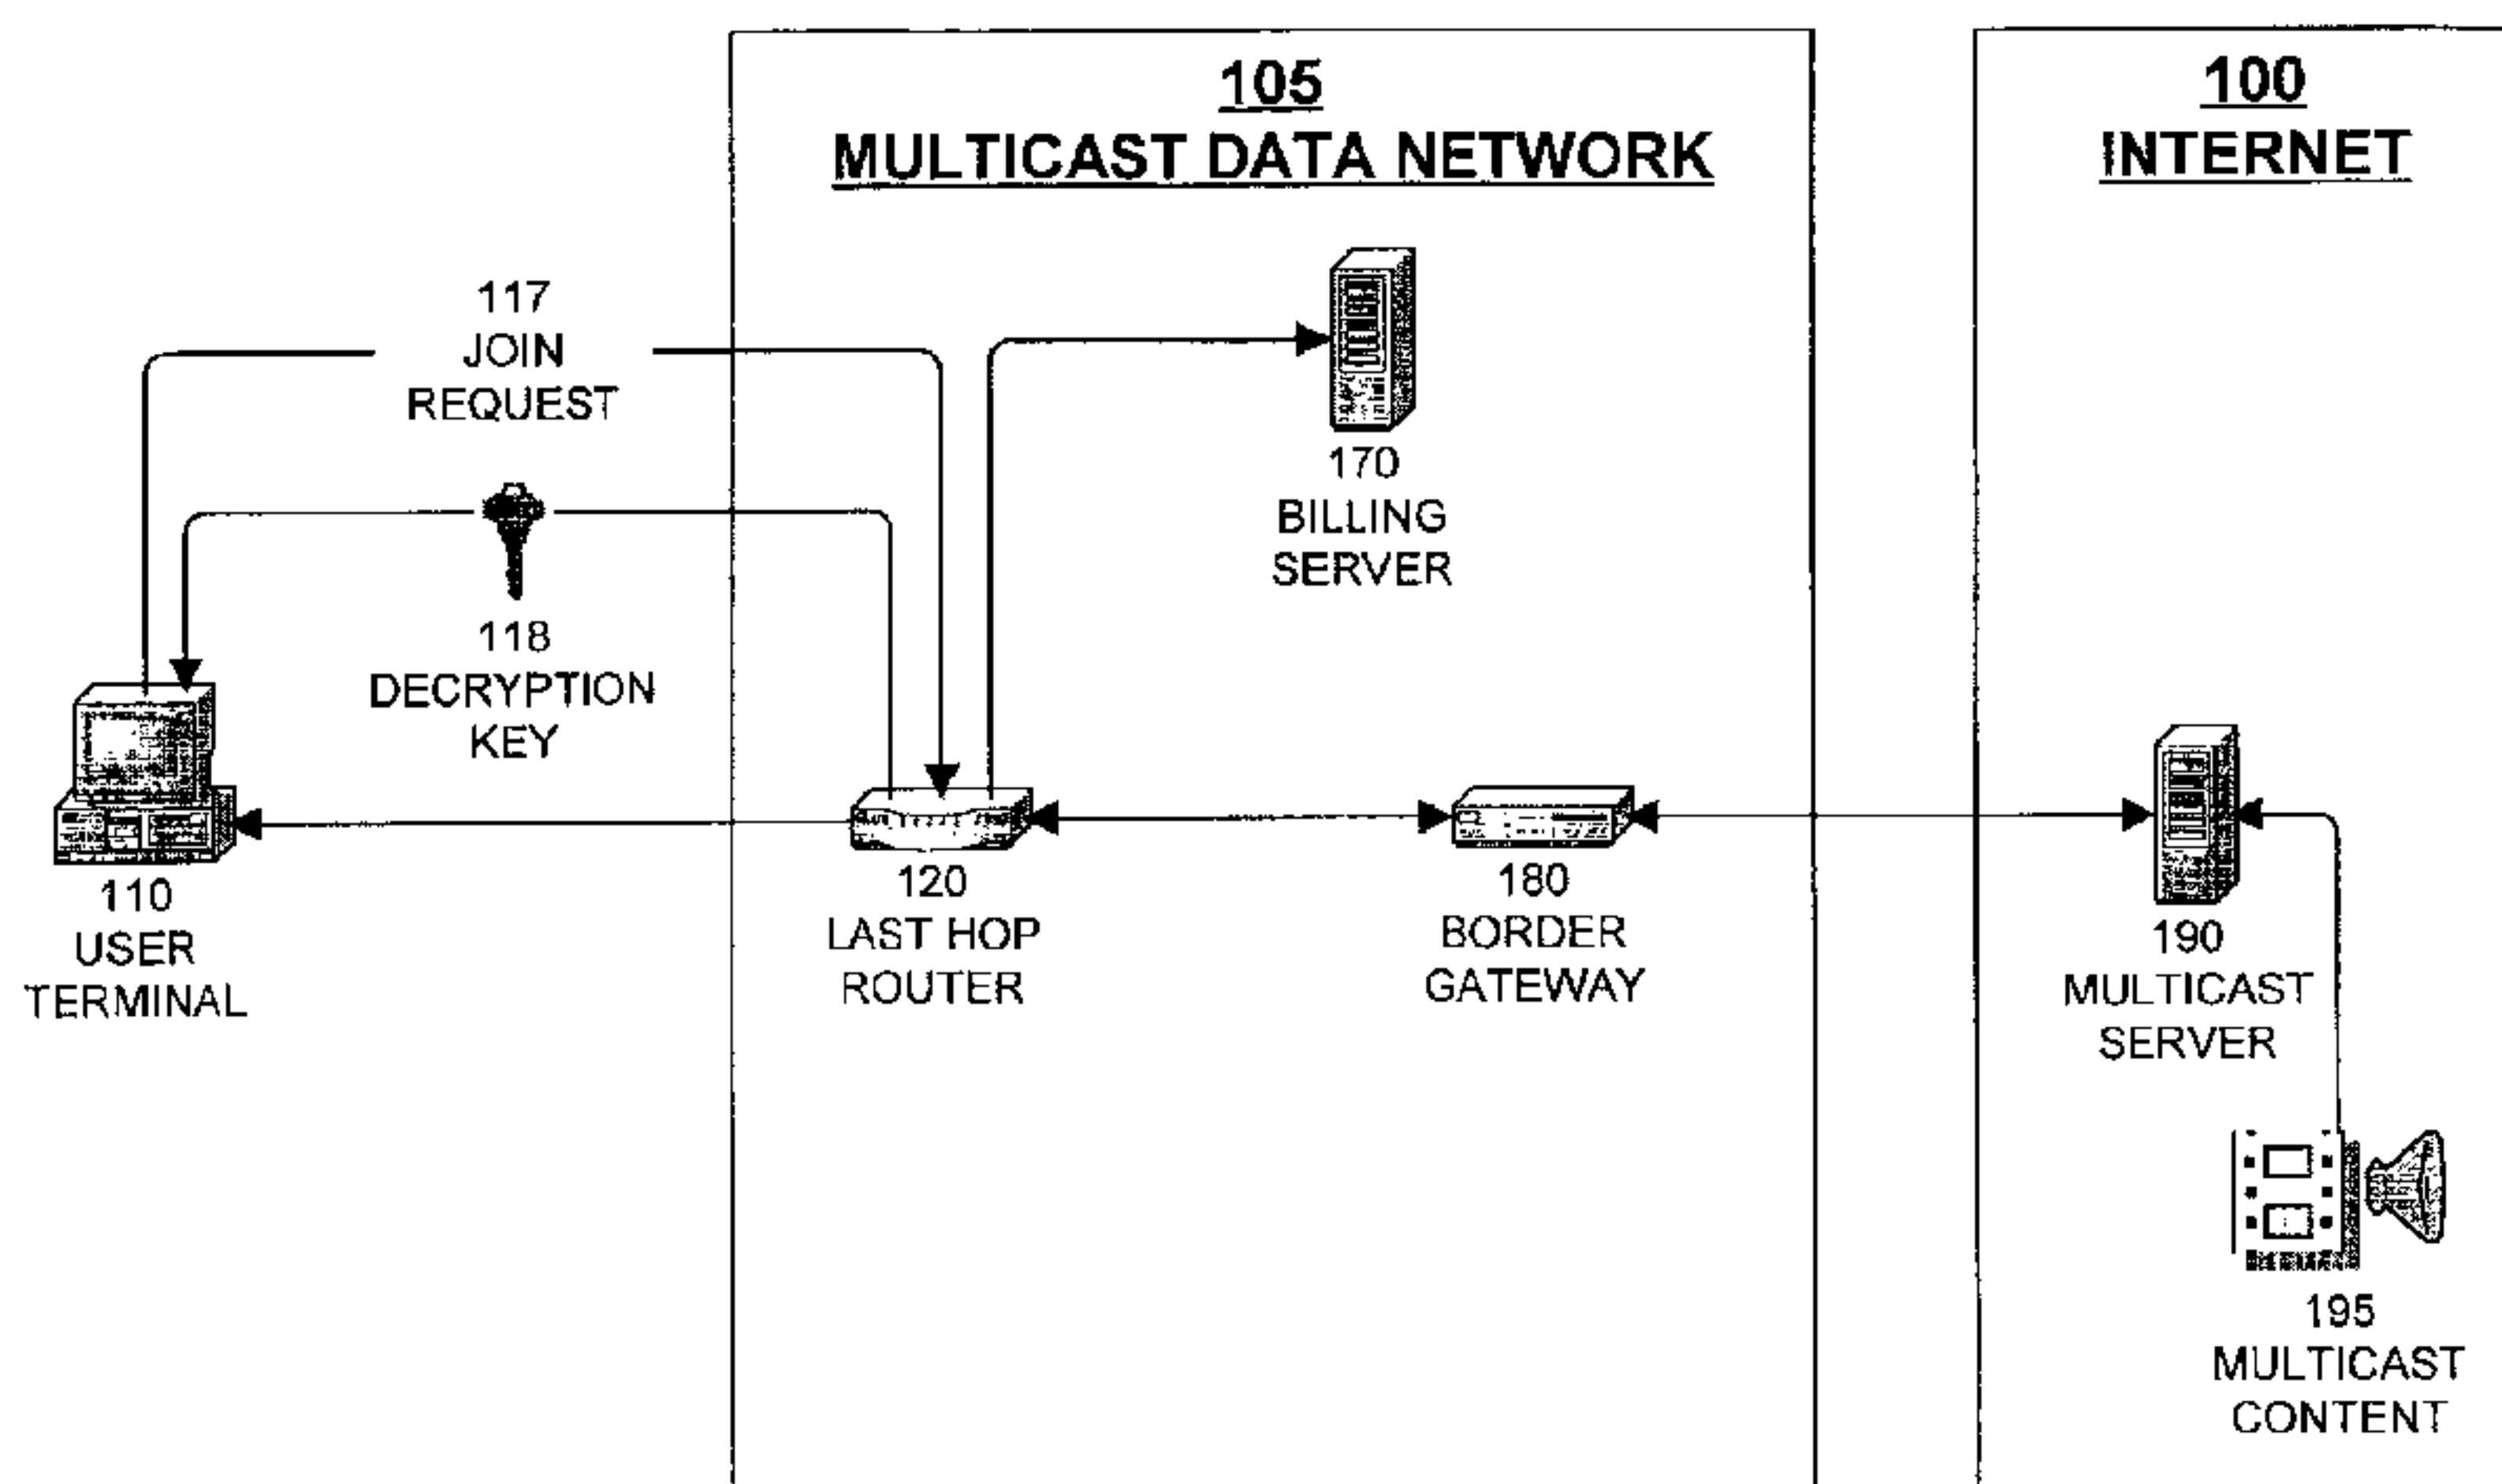 105
MULTICAST DATA NETWORK
100
INTERNET
117
JOIN
REQUEST
118
DECRYPTION
KEY
170
BILLING
SERVER
110
USER
TERMINAL
120
LAST HOP
ROUTER
180
BORDER
GATEWAY
190
MULTICAST
SERVER
195
MULTICAST
CONTENT